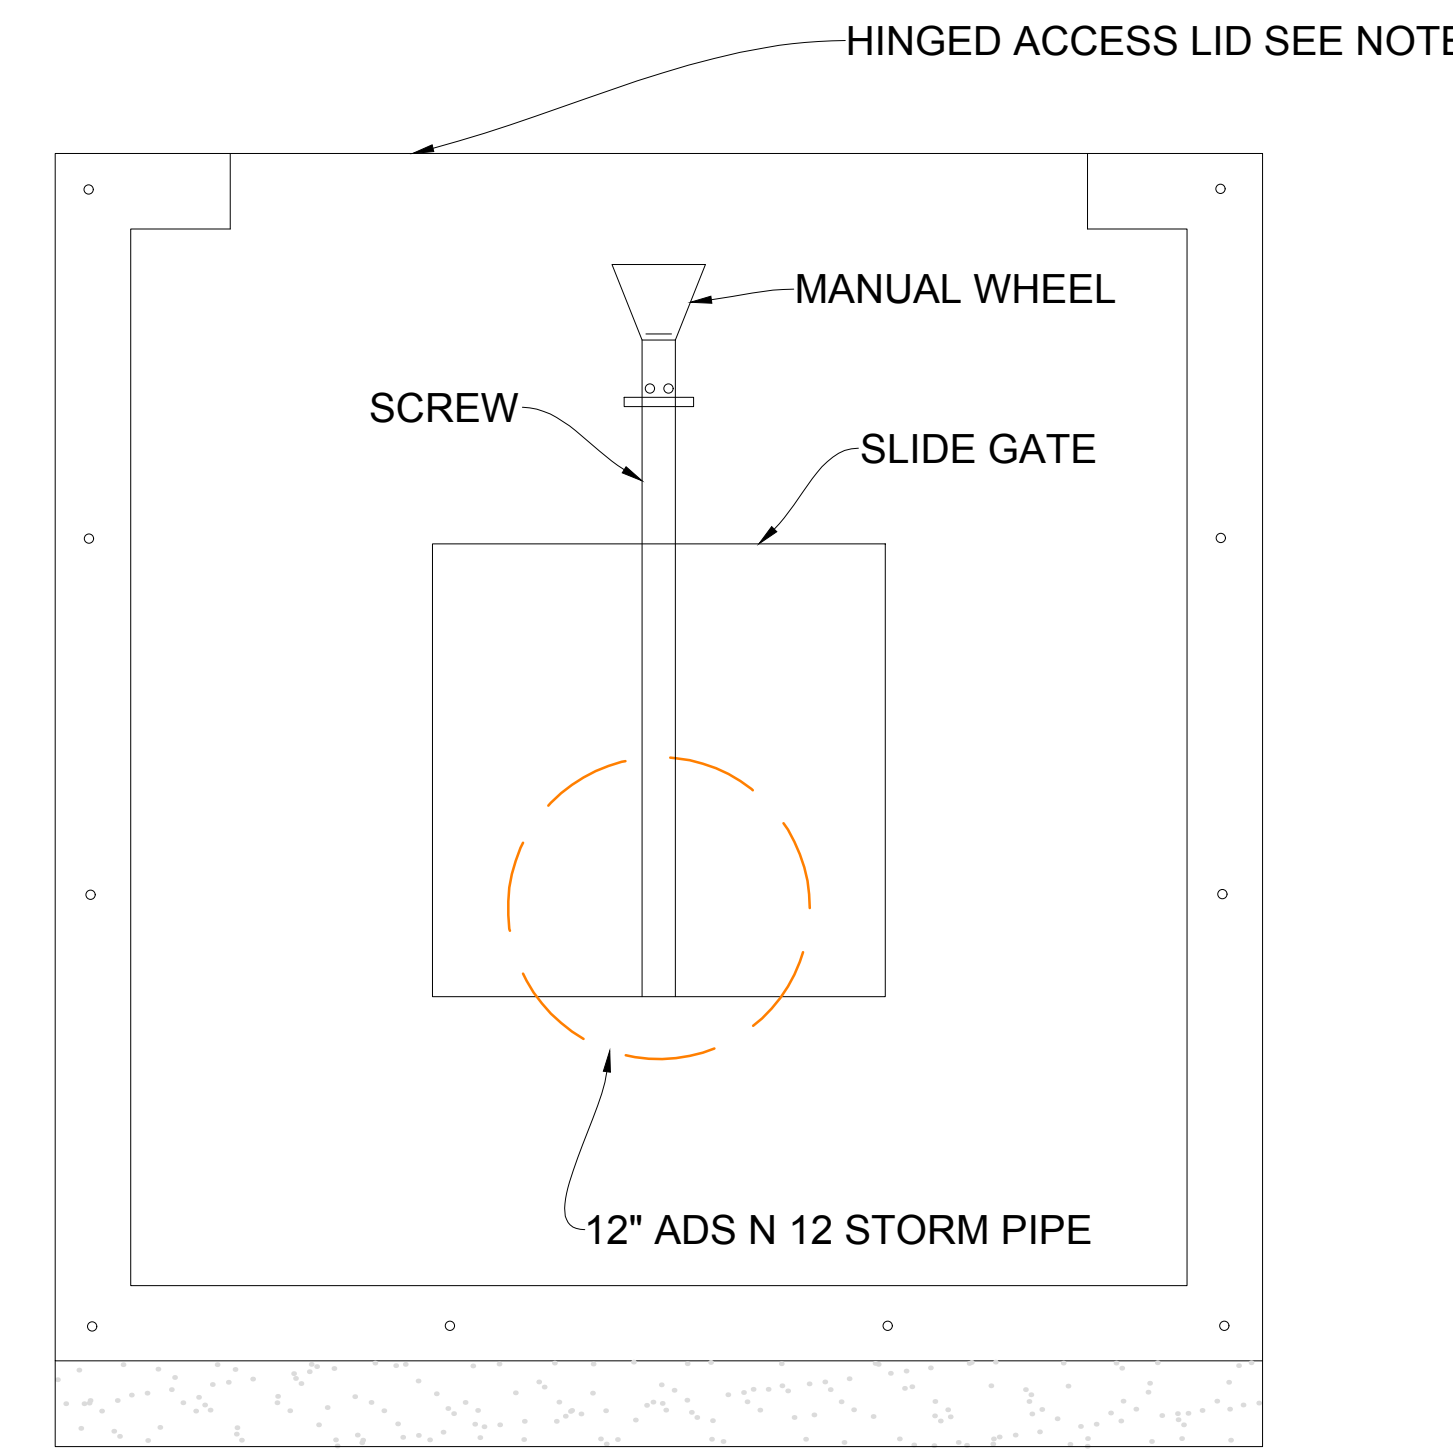 HINGED ACCESS LID SEE NOTE
MANUAL WHEEL
SCREW
SLIDE GATE
12" ADS N 12 STORM PIPE